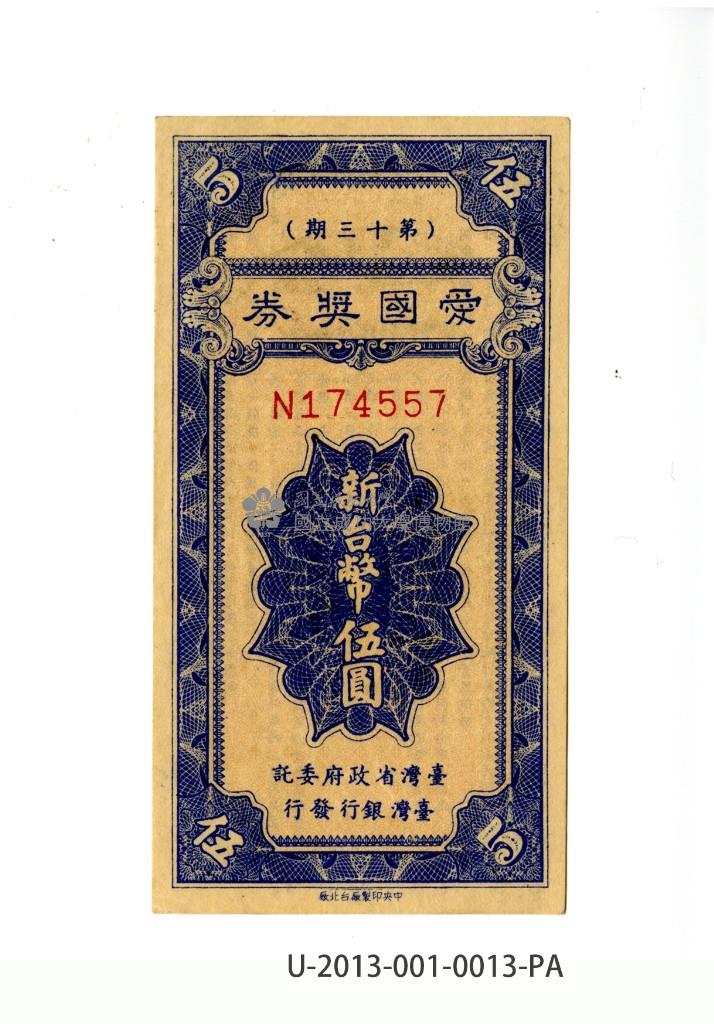 5 伍
（第十三期）
愛國獎券
N174557
新台幣伍圓
臺灣省政府委託
臺灣銀行發行
伍 5
中央印製廠台北廠
U-2013-001-0013-PA